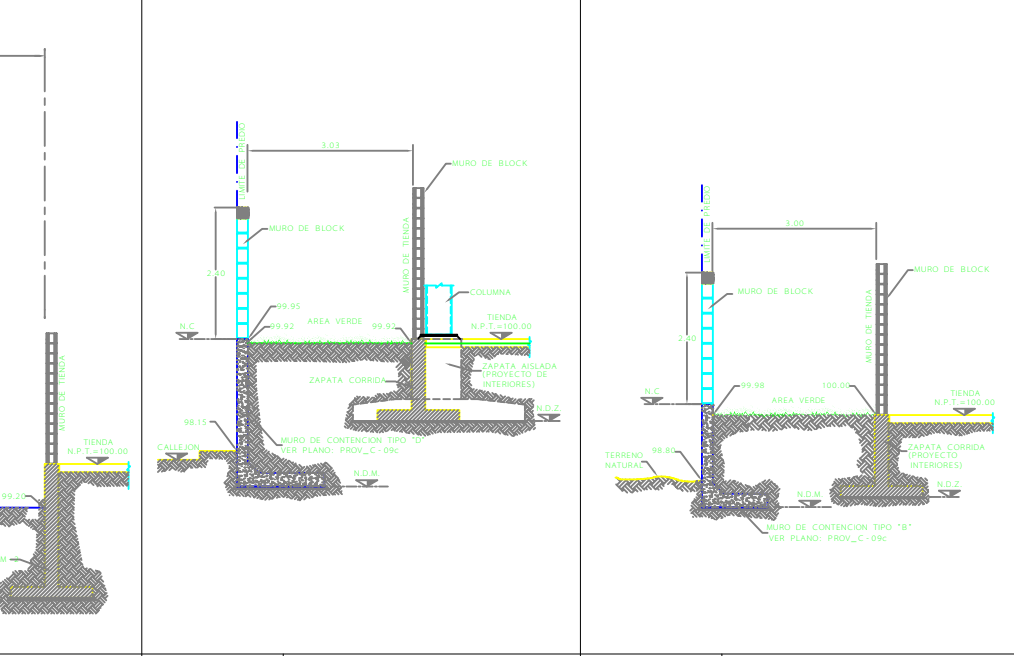 MURO DE TIENDA
TIENDA
N.P.T.=100.00
99.20
LIMITE DE PREDIO
3.03
MURO DE BLOCK
MURO DE BLOCK
MURO DE TIENDA
2.40
COLUMNA
99.95
99.92
AREA VERDE
99.92
N.C.
TIENDA
N.P.T.=100.00
ZAPATA AISLADA
(PROYECTO DE
INTERIORES)
ZAPATA CORRIDA
N.D.Z.
98.15
CALLEJON
MURO DE CONTENCION TIPO "D"
VER PLANO: PROV_C-09c
N.D.M.
LIMITE DE PREDIO
3.00
MURO DE BLOCK
MURO DE BLOCK
MURO DE TIENDA
2.40
99.98
100.00
AREA VERDE
N.C.
TIENDA
N.P.T.=100.00
98.80
TERRENO
NATURAL
ZAPATA CORRIDA
(PROYECTO
INTERIORES)
N.D.Z.
N.D.M.
MURO DE CONTENCION TIPO "B"
VER PLANO: PROV_C-09c